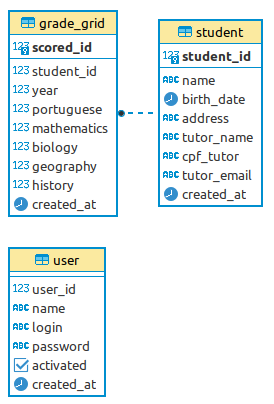 grade_grid
123 scored_id
123 student_id
123 year
123 portuguese
123 mathematics
123 biology
123 geography
123 history
created_at
student
123 student_id
ABC name
birth_date
ABC address
ABC tutor_name
ABC cpf_tutor
ABC tutor_email
created_at
user
123 user_id
ABC name
ABC login
ABC password
activated
created_at